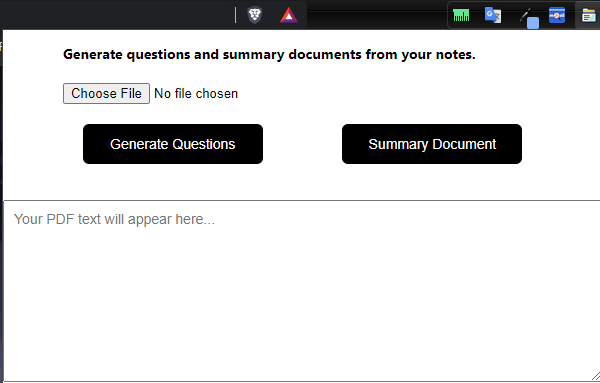 Generate questions and summary documents from your notes.
Choose File No file chosen
Generate Questions Summary Document
Your PDF text will appear here...